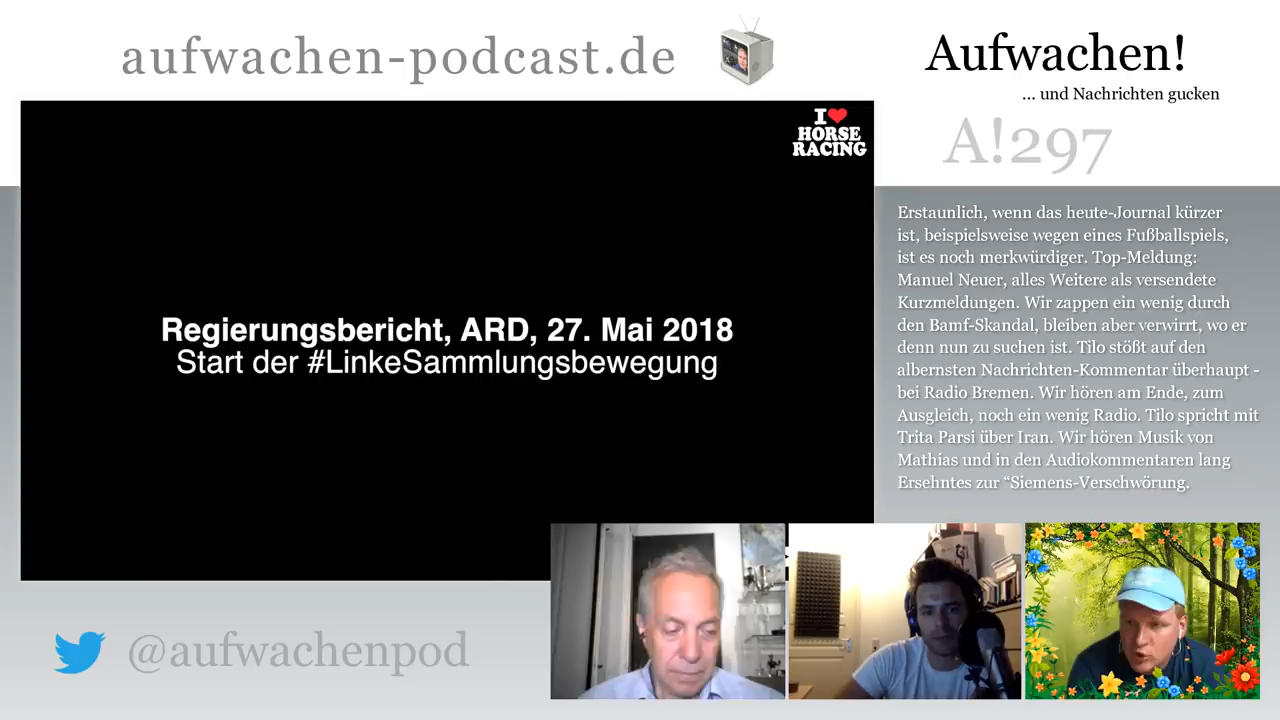 aufwachen-podcast.de
Aufwachen!
... und Nachrichten gucken
A!297
I
HORSE
RACING
Regierungsbericht, ARD, 27. Mai 2018
Start der #LinkeSammlungsbewegung
Erstaunlich, wenn das heute-Journal kürzer
ist, beispielsweise wegen eines Fußballspiels,
ist es noch merkwürdiger. Top-Meldung:
Manuel Neuer, alles Weitere als versendete
Kurzmeldungen. Wir zappen ein wenig durch
den Bamf-Skandal, bleiben aber verwirrt, wo er
denn nun zu suchen ist. Tilo stößt auf den
albernsten Nachrichten-Kommentar überhaupt -
bei Radio Bremen. Wir hören am Ende, zum
Ausgleich, noch ein wenig Radio. Tilo spricht mit
Trita Parsi über Iran. Wir hören Musik von
Mathias und in den Audiokommentaren lang
Ersehntes zur “Siemens-Verschwörung.
@aufwachenpod